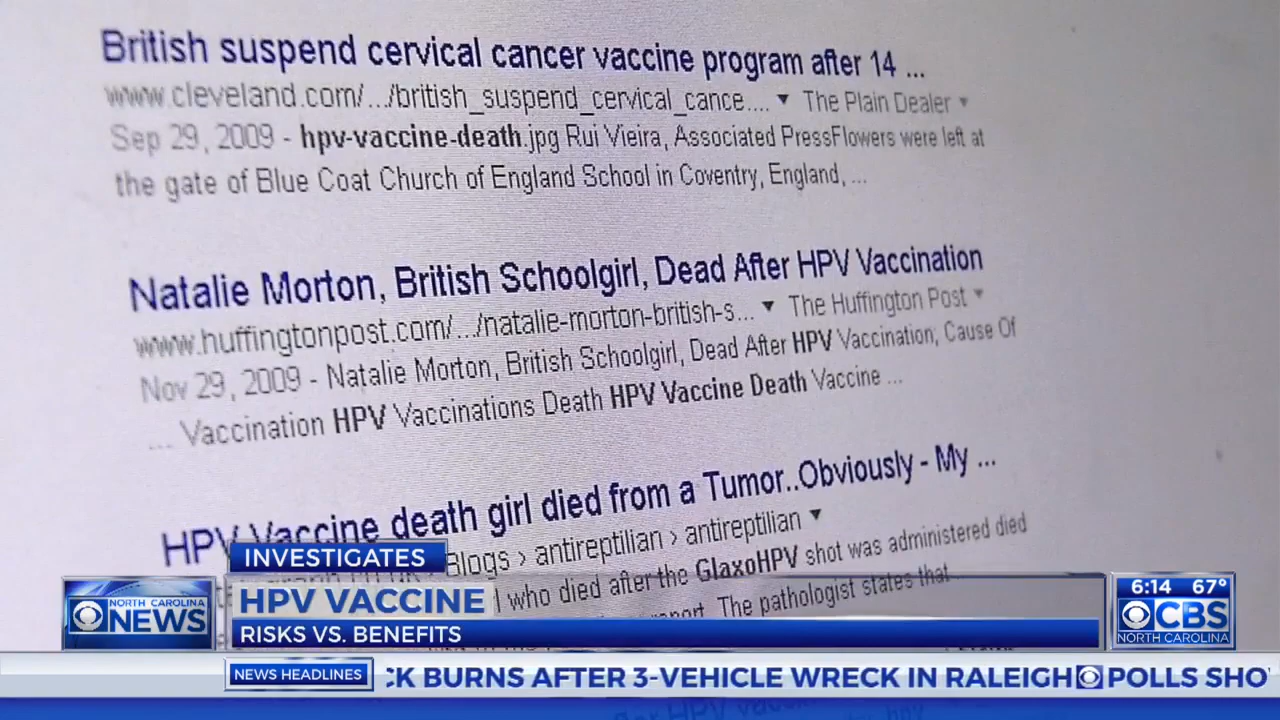 British suspend cervical cancer vaccine program after 14 ...
www.cleveland.com/.../british_suspend_cervical_cance.... ▼ The Plain Dealer ▼
Sep 29, 2009 - hpv-vaccine-death.jpg Rui Vieira, Associated PressFlowers were left at
the gate of Blue Coat Church of England School in Coventry, England, ...
Natalie Morton, British Schoolgirl, Dead After HPV Vaccination
www.huffingtonpost.com/.../natalie-morton-british-s... ▼ The Huffington Post ▼
Nov 29, 2009 - Natalie Morton, British Schoolgirl, Dead After HPV Vaccination, Cause Of
... Vaccination HPV Vaccinations Death HPV Vaccine Death Vaccine ...
HPV Vaccine death girl died from a Tumor..Obviously - My ...
Blogs > antireptilian > antireptilian ▼
who died after the GlaxoHPV shot was administered died
The pathologist states that
INVESTIGATES
HPV VACCINE
RISKS VS. BENEFITS
NORTH CAROLINA
NEWS
6:14 67°
CBS
NORTH CAROLINA
NEWS HEADLINES
CK BURNS AFTER 3-VEHICLE WRECK IN RALEIGH POLLS SHO